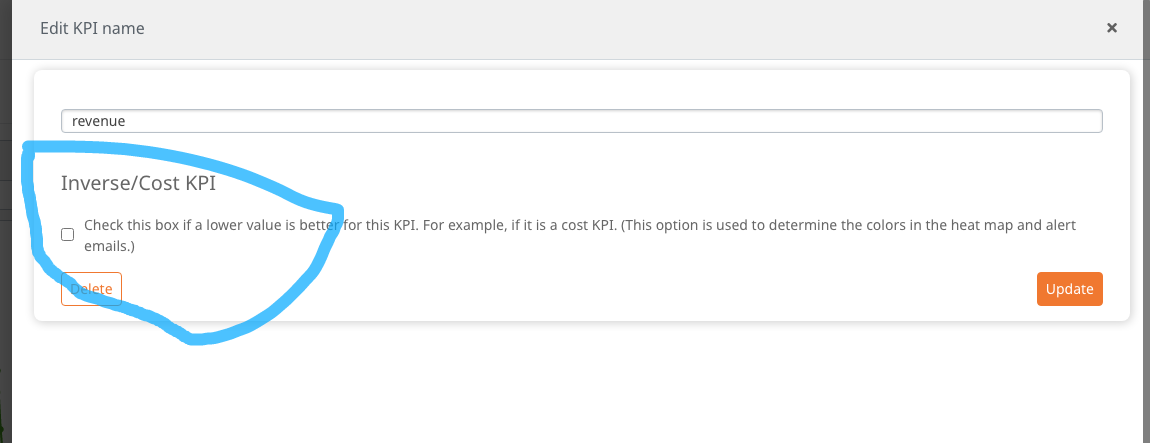 Edit KPI name
×
revenue
Inverse/Cost KPI
Check this box if a lower value is better for this KPI. For example, if it is a cost KPI. (This option is used to determine the colors in the heat map and alert
emails.)
Delete
Update